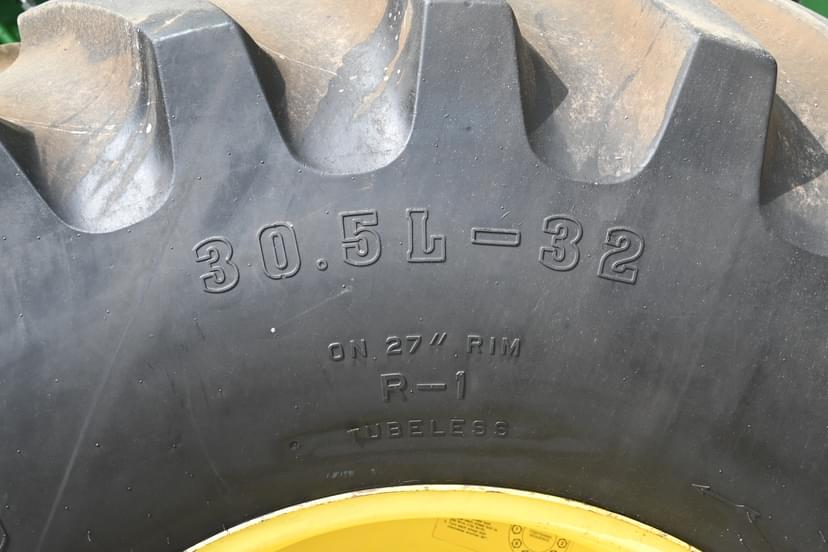 30.5L-32
ON 27" RIM
R-1
TUBELESS